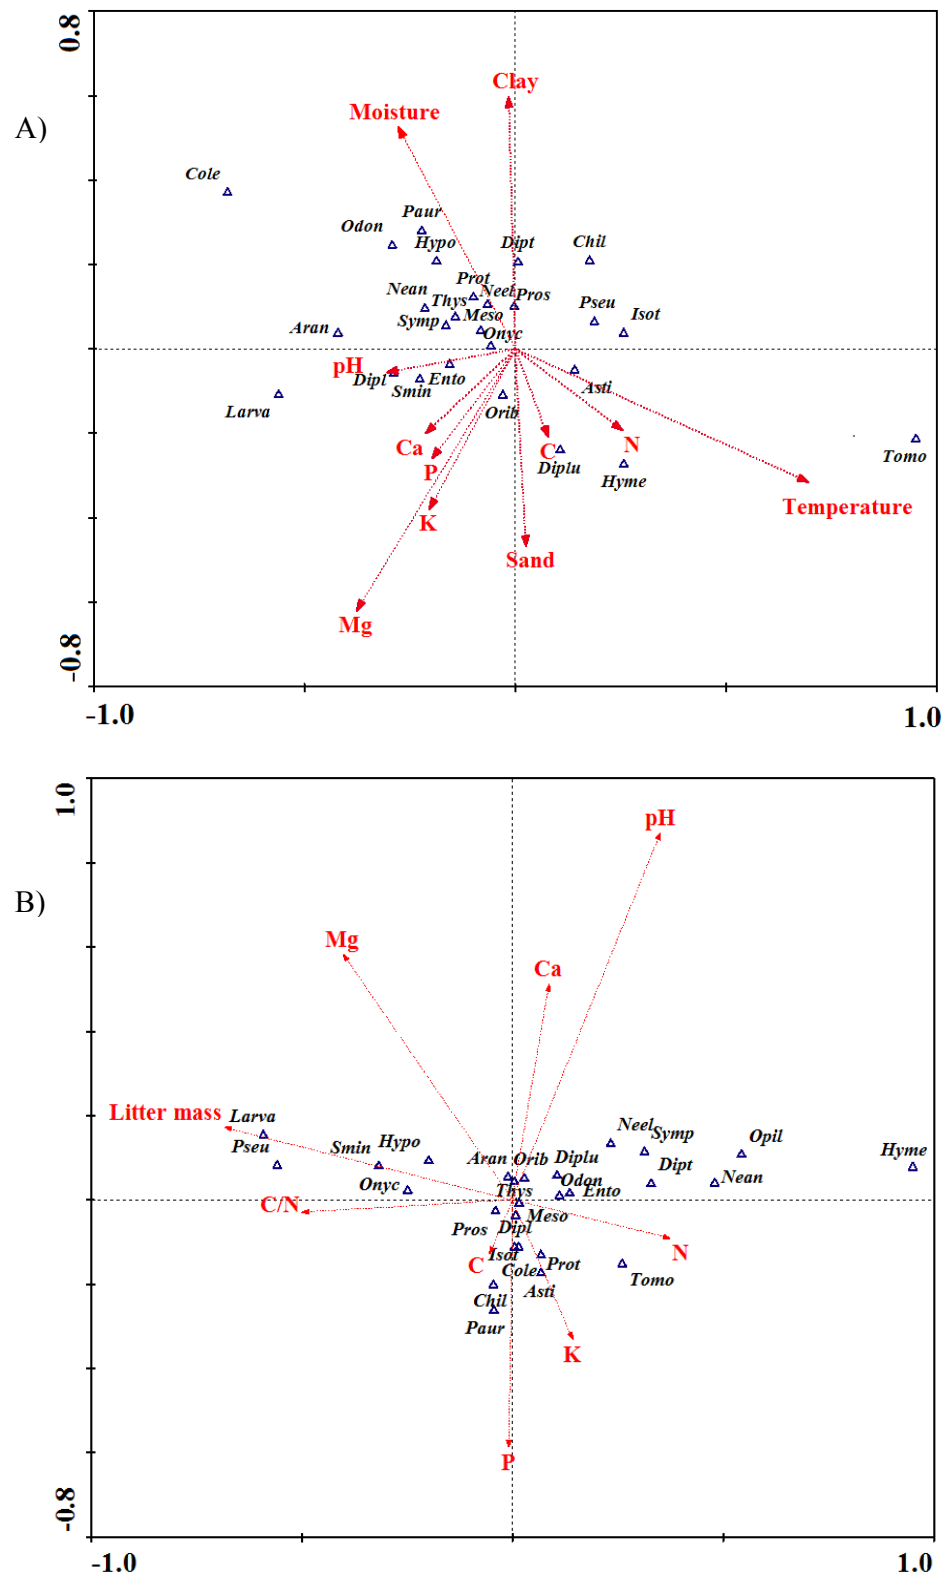 0.8
Clay
Moisture
A)
Cole
Paur
Odon
Hypo
Dipt
Chil
Prot
Nean
Thys
Neel
Pros
Pseu
Isot
Symp
Meso
Aran
Onyc
pH
Dipl
Smin
Ento
Asti
Larva
Orib
Ca
P
C
N
Diplu
Hyme
Tomo
K
Temperature
Sand
Mg
-0.8
-1.0
1.0
1.0
pH
B)
Mg
Ca
Litter mass
Larva
Pseu
Smin
Hypo
Neel
Symp
Opil
Aran
Orib
Diplu
Dipt
Hyme
Onyc
Thys
Odon
Ento
Nean
C/N
Pros
Dipl
Meso
N
Isot
C
Cole
Prot
Tomo
Asti
Chil
Paur
K
P
-0.8
-1.0
1.0